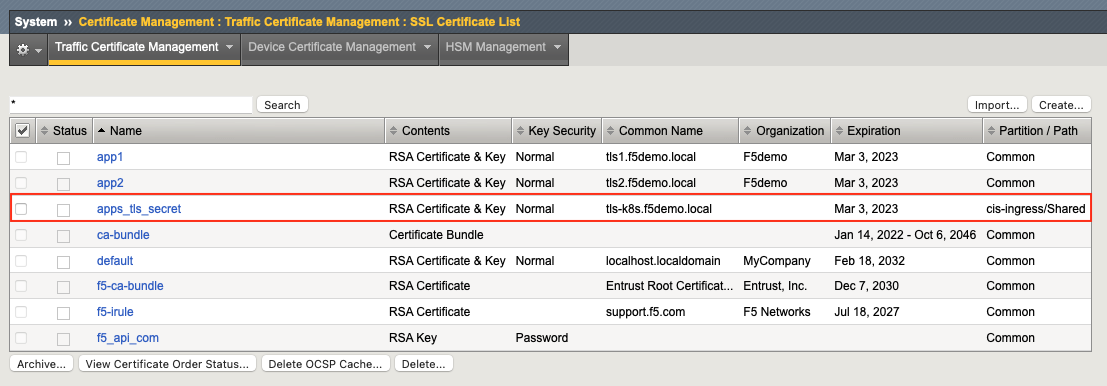 System » Certificate Management : Traffic Certificate Management : SSL Certificate List
Traffic Certificate Management Device Certificate Management HSM Management
* Search Import... Create...
Status Name Contents Key Security Common Name Organization Expiration Partition / Path
app1 RSA Certificate & Key Normal tls1.f5demo.local F5demo Mar 3, 2023 Common
app2 RSA Certificate & Key Normal tls2.f5demo.local F5demo Mar 3, 2023 Common
apps_tls_secret RSA Certificate & Key Normal tls-k8s.f5demo.local Mar 3, 2023 cis-ingress/Shared
ca-bundle Certificate Bundle Jan 14, 2022 - Oct 6, 2046 Common
default RSA Certificate & Key Normal localhost.localdomain MyCompany Feb 18, 2032 Common
f5-ca-bundle RSA Certificate Entrust Root Certificat... Entrust, Inc. Dec 7, 2030 Common
f5-irule RSA Certificate support.f5.com F5 Networks Jul 18, 2027 Common
f5_api_com RSA Key Password Common
Archive... View Certificate Order Status... Delete OCSP Cache... Delete...